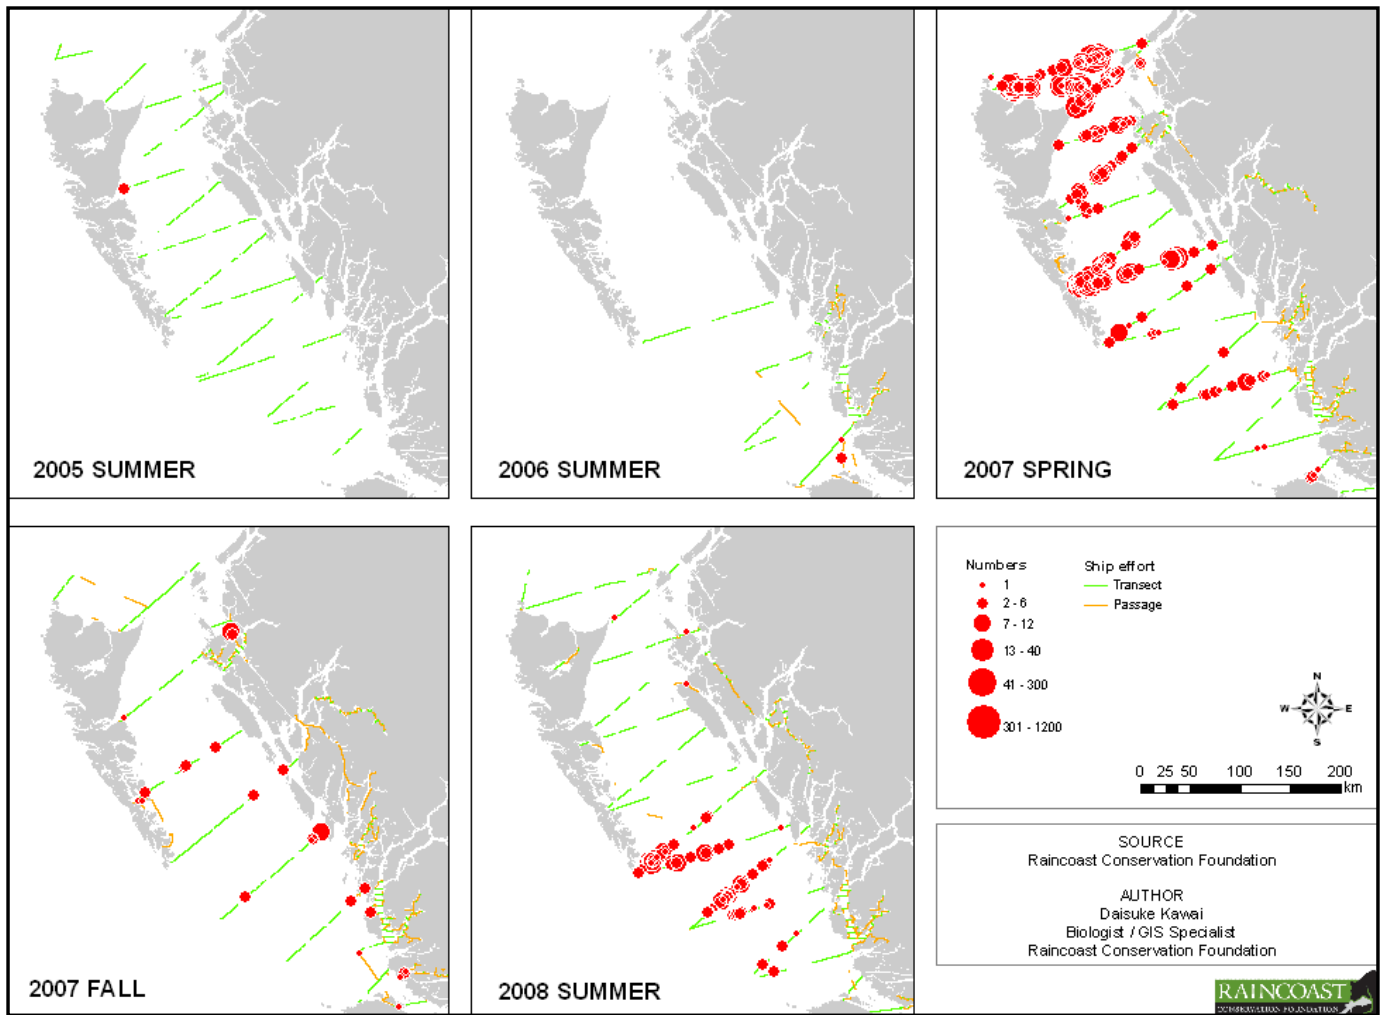 2005 SUMMER
2006 SUMMER
2007 SPRING
2007 FALL
2008 SUMMER
Numbers
1
2 - 6
7 - 12
13 - 40
41 - 300
301 - 1200
Ship effort
Transect
Passage
N
W E
S
0 25 50 100 150 200
km
SOURCE
Raincoast Conservation Foundation
AUTHOR
Daisuke Kawai
Biologist / GIS Specialist
Raincoast Conservation Foundation
RAINCOAST
CONSERVATION FOUNDATION